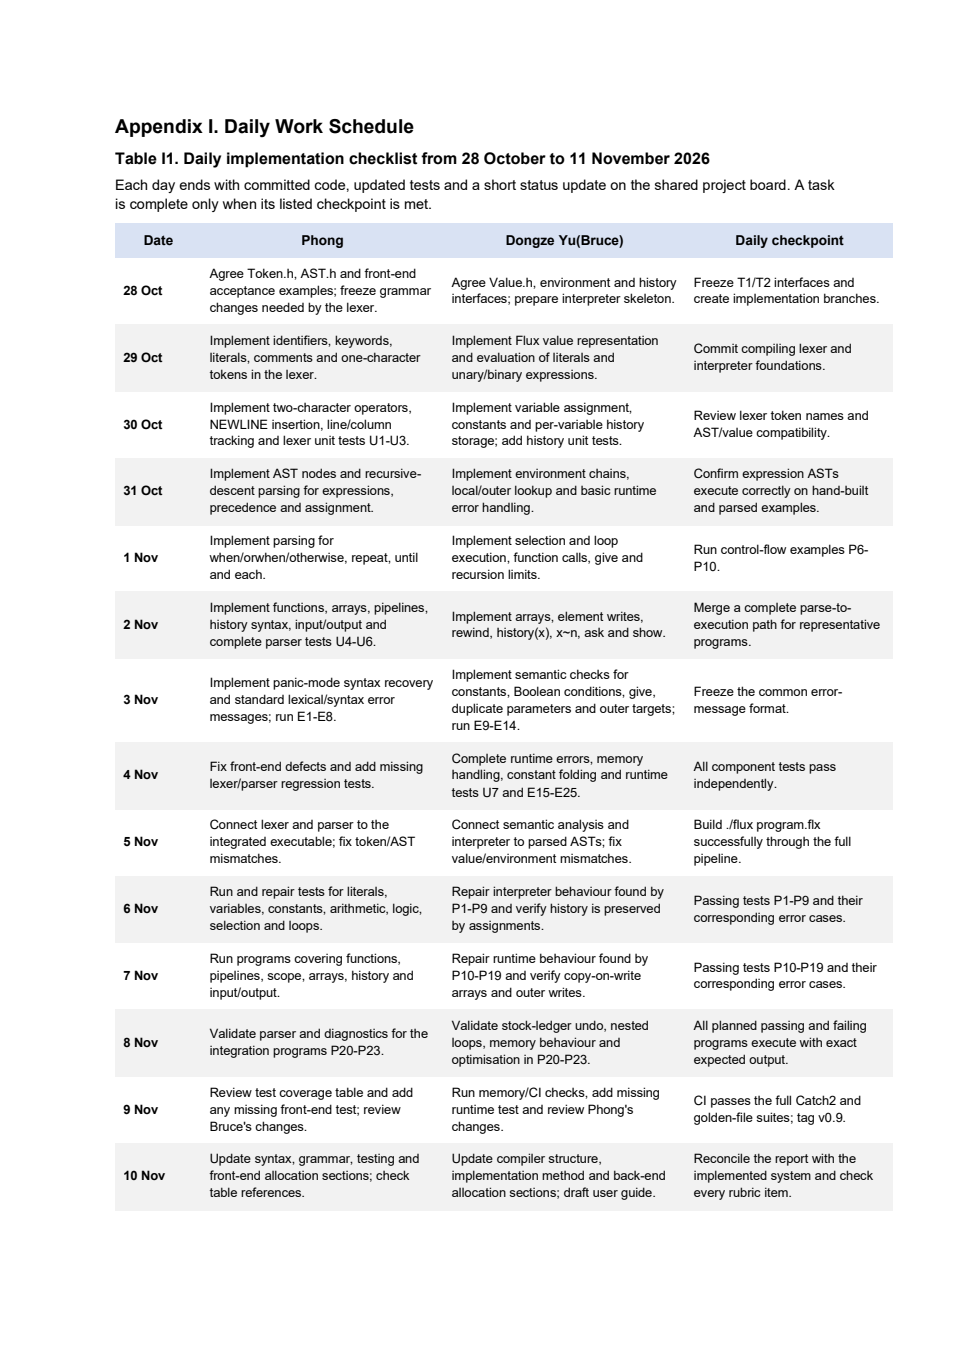 Appendix I. Daily Work Schedule
Table I1. Daily implementation checklist from 28 October to 11 November 2026
Each day ends with committed code, updated tests and a short status update on the shared project board. A task
is complete only when its listed checkpoint is met.
Date Phong Dongze Yu(Bruce) Daily checkpoint
28 Oct
Agree Token.h, AST.h and front-end
acceptance examples; freeze grammar
changes needed by the lexer.
Agree Value.h, environment and history
interfaces; prepare interpreter skeleton.
Freeze T1/T2 interfaces and
create implementation branches.
29 Oct
Implement identifiers, keywords,
literals, comments and one-character
tokens in the lexer.
Implement Flux value representation
and evaluation of literals and
unary/binary expressions.
Commit compiling lexer and
interpreter foundations.
30 Oct
Implement two-character operators,
NEWLINE insertion, line/column
tracking and lexer unit tests U1-U3.
Implement variable assignment,
constants and per-variable history
storage; add history unit tests.
Review lexer token names and
AST/value compatibility.
31 Oct
Implement AST nodes and recursive-
descent parsing for expressions,
precedence and assignment.
Implement environment chains,
local/outer lookup and basic runtime
error handling.
Confirm expression ASTs
execute correctly on hand-built
and parsed examples.
1 Nov
Implement parsing for
when/orwhen/otherwise, repeat, until
and each.
Implement selection and loop
execution, function calls, give and
recursion limits.
Run control-flow examples P6-
P10.
2 Nov
Implement functions, arrays, pipelines,
history syntax, input/output and
complete parser tests U4-U6.
Implement arrays, element writes,
rewind, history(x), x~n, ask and show.
Merge a complete parse-to-
execution path for representative
programs.
3 Nov
Implement panic-mode syntax recovery
and standard lexical/syntax error
messages; run E1-E8.
Implement semantic checks for
constants, Boolean conditions, give,
duplicate parameters and outer targets;
run E9-E14.
Freeze the common error-
message format.
4 Nov
Fix front-end defects and add missing
lexer/parser regression tests.
Complete runtime errors, memory
handling, constant folding and runtime
tests U7 and E15-E25.
All component tests pass
independently.
5 Nov
Connect lexer and parser to the
integrated executable; fix token/AST
mismatches.
Connect semantic analysis and
interpreter to parsed ASTs; fix
value/environment mismatches.
Build ./flux program.flx
successfully through the full
pipeline.
6 Nov
Run and repair tests for literals,
variables, constants, arithmetic, logic,
selection and loops.
Repair interpreter behaviour found by
P1-P9 and verify history is preserved
by assignments.
Passing tests P1-P9 and their
corresponding error cases.
7 Nov
Run programs covering functions,
pipelines, scope, arrays, history and
input/output.
Repair runtime behaviour found by
P10-P19 and verify copy-on-write
arrays and outer writes.
Passing tests P10-P19 and their
corresponding error cases.
8 Nov
Validate parser and diagnostics for the
integration programs P20-P23.
Validate stock-ledger undo, nested
loops, memory behaviour and
optimisation in P20-P23.
All planned passing and failing
programs execute with exact
expected output.
9 Nov
Review test coverage table and add
any missing front-end test; review
Bruce's changes.
Run memory/CI checks, add missing
runtime test and review Phong's
changes.
CI passes the full Catch2 and
golden-file suites; tag v0.9.
10 Nov
Update syntax, grammar, testing and
front-end allocation sections; check
table references.
Update compiler structure,
implementation method and back-end
allocation sections; draft user guide.
Reconcile the report with the
implemented system and check
every rubric item.